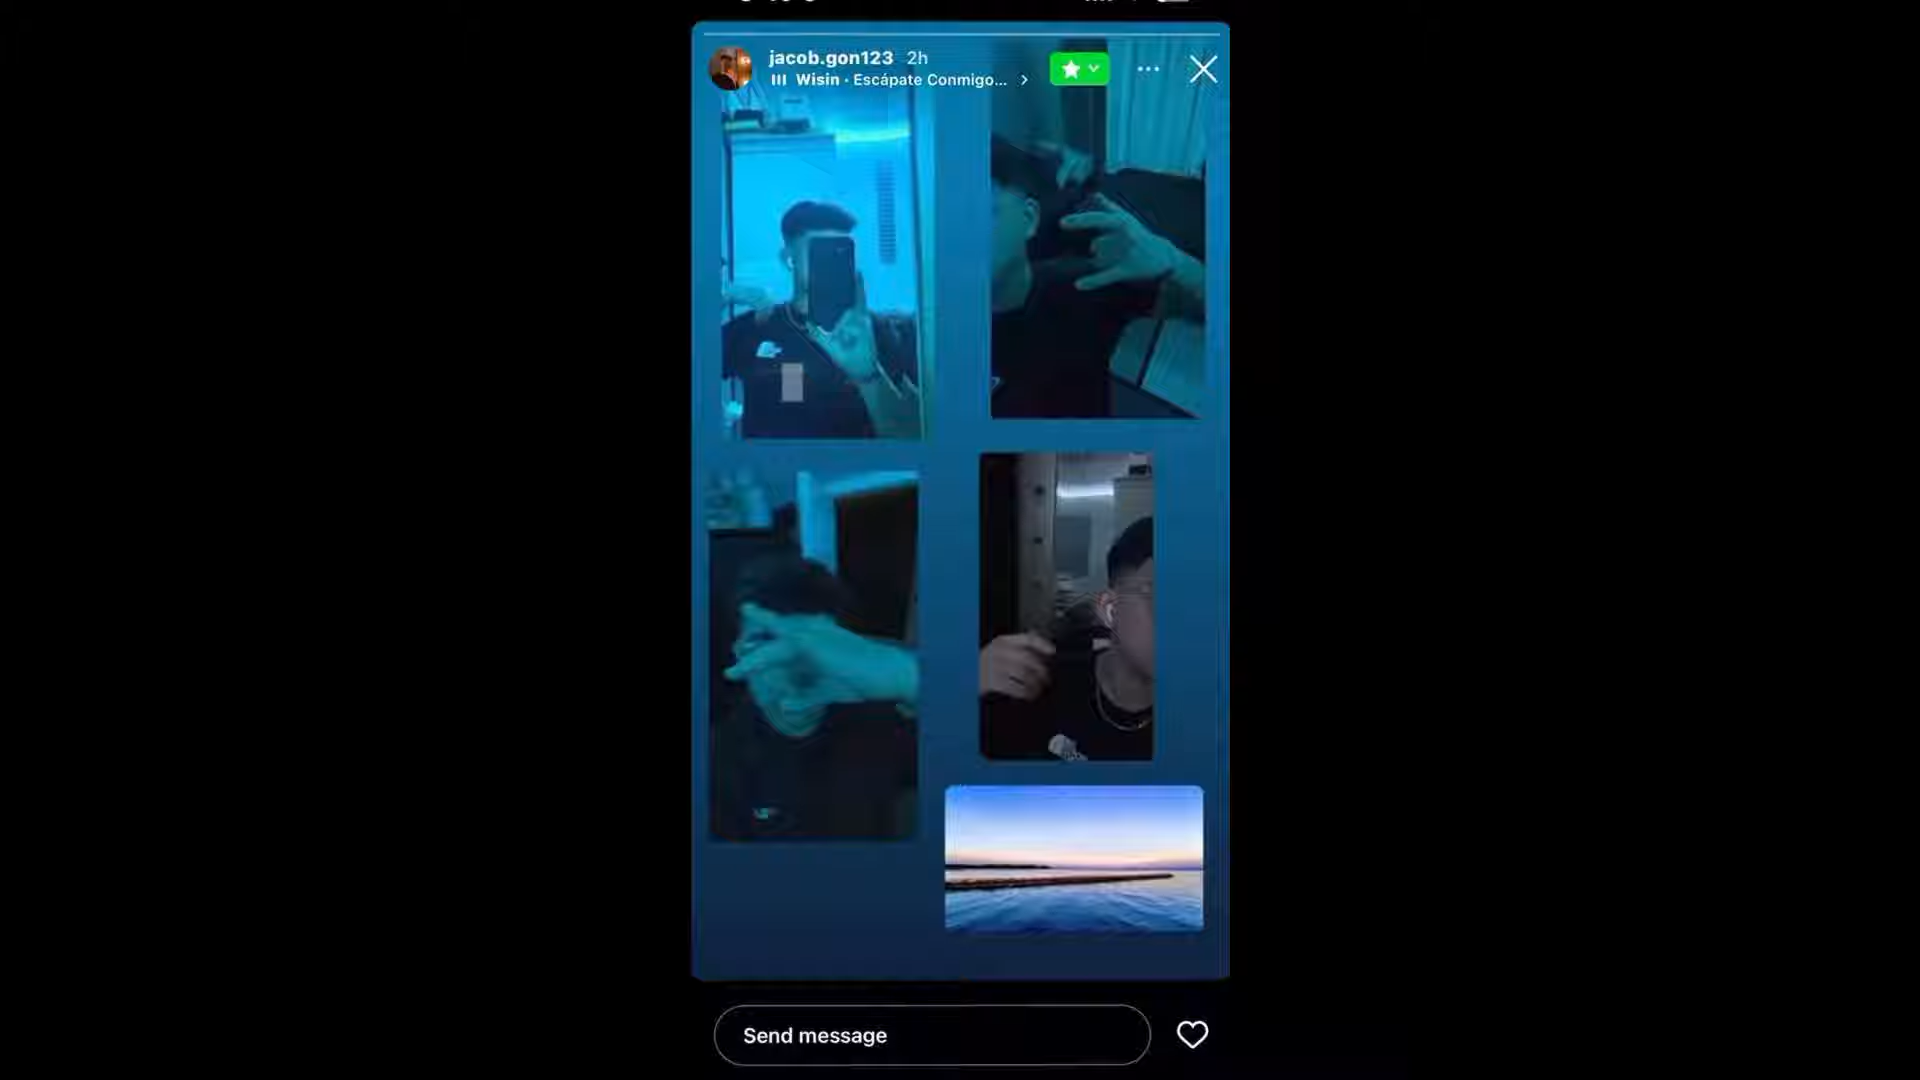 jacob.gon123 2h
Wisin · Escápate Conmigo...
Send message